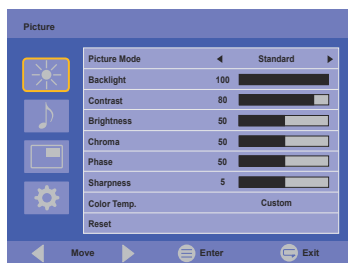 Picture
Picture Mode Standard
Backlight 100
Contrast 80
Brightness 50
Chroma 50
Phase 50
Sharpness 5
Color Temp. Custom
Reset
Move Enter Exit